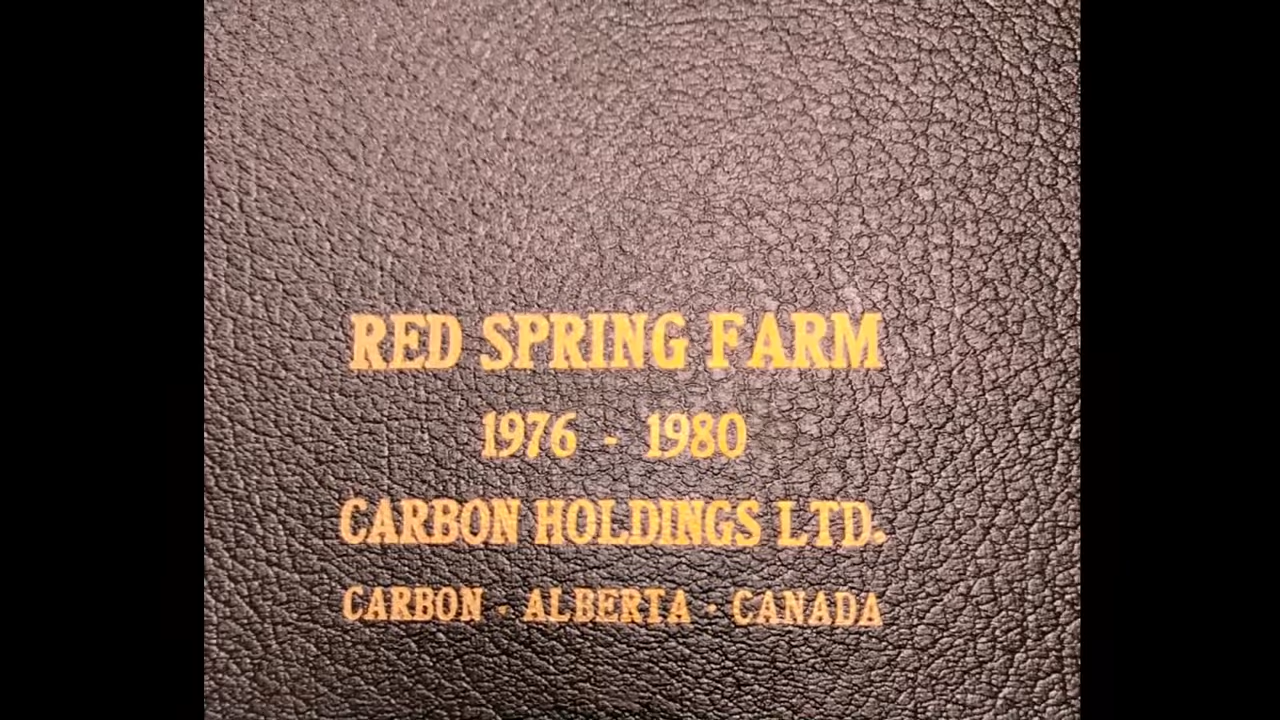 RED SPRING FARM
1976 - 1980
CARBON HOLDINGS LTD.
CARBON - ALBERTA - CANADA